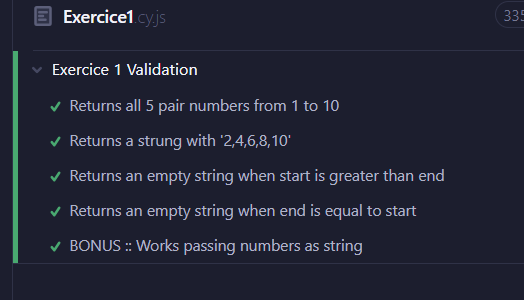 Exercice1.cy.js
335
Exercice 1 Validation
Returns all 5 pair numbers from 1 to 10
Returns a strung with '2,4,6,8,10'
Returns an empty string when start is greater than end
Returns an empty string when end is equal to start
BONUS :: Works passing numbers as string